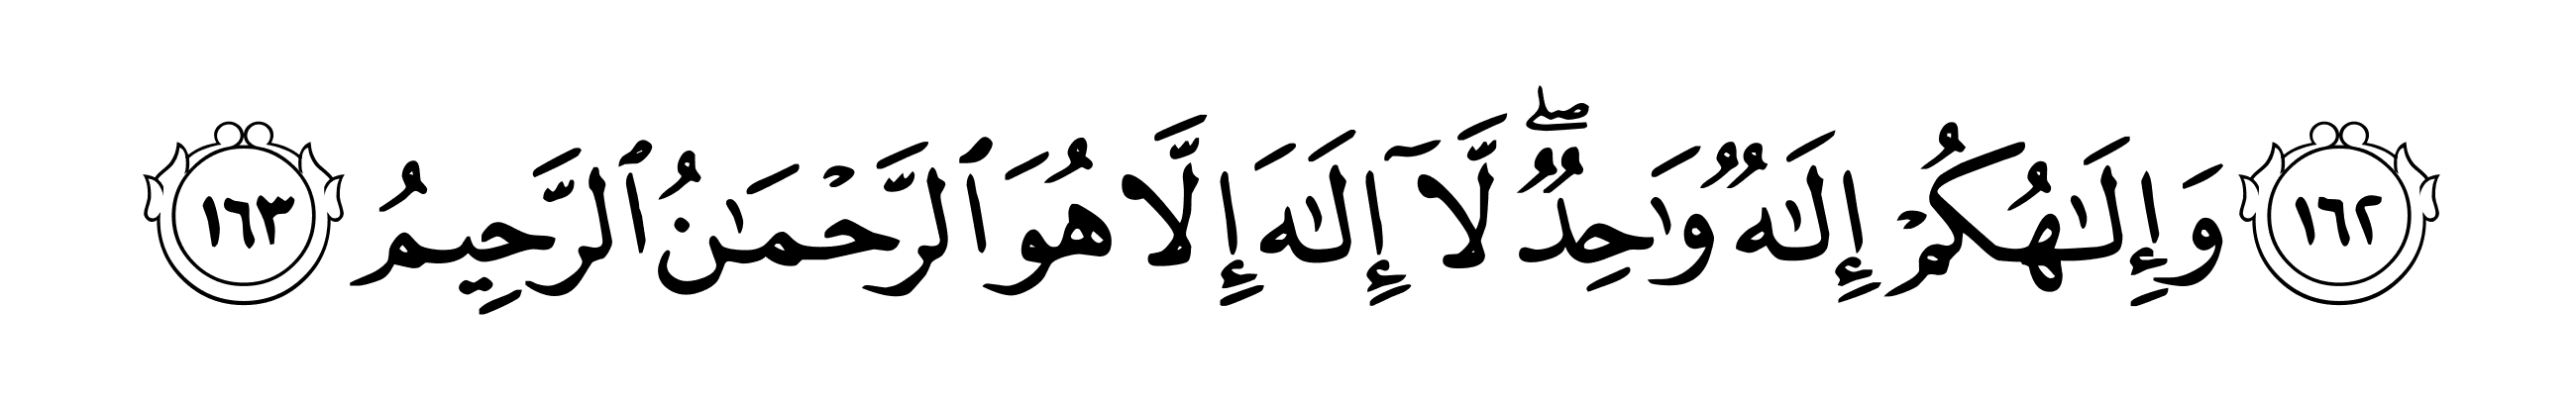 ١٦٢ وَإِلَـٰهُكُمْ إِلَـٰهٌ وَٰحِدٌ ۖ لَّآ إِلَـٰهَ إِلَّا هُوَ ٱلرَّحْمَـٰنُ ٱلرَّحِيمُ ١٦٣